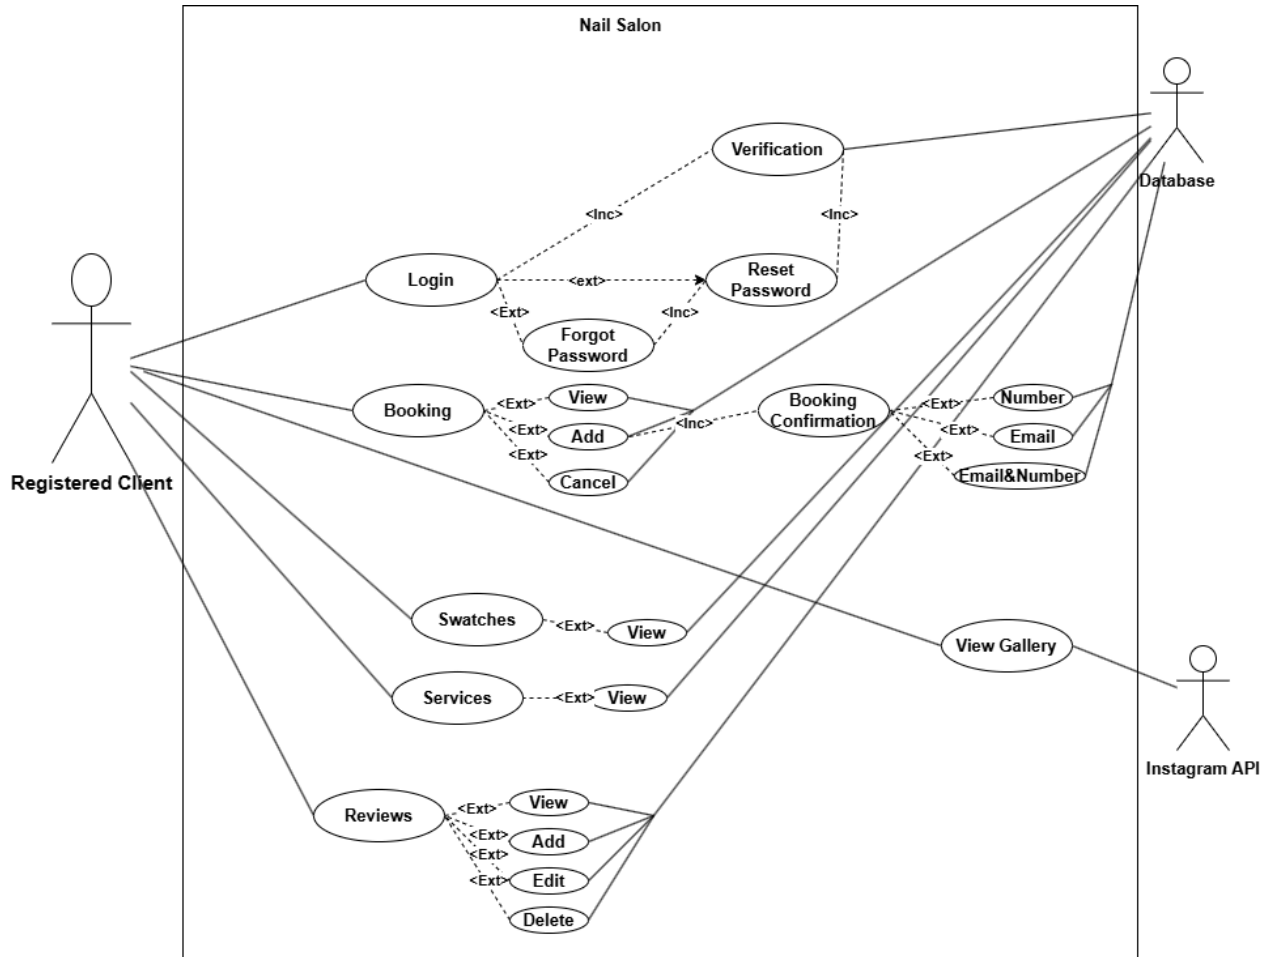 Nail Salon
Verification
Database
<Inc>
<Inc>
Login
<ext>
Reset
Password
<Ext>
<Inc>
Forgot
Password
Registered Client
Booking
<Ext>
View
<Ext>
Add
<Ext>
Cancel
<Inc>
Booking
Confirmation
<Ext>
Number
<Ext>
Email
<Ext>
Email&Number
Swatches
<Ext>
View
View Gallery
Services
<Ext>
View
Instagram API
Reviews
<Ext>
View
<Ext>
Add
<Ext>
Edit
<Ext>
Delete